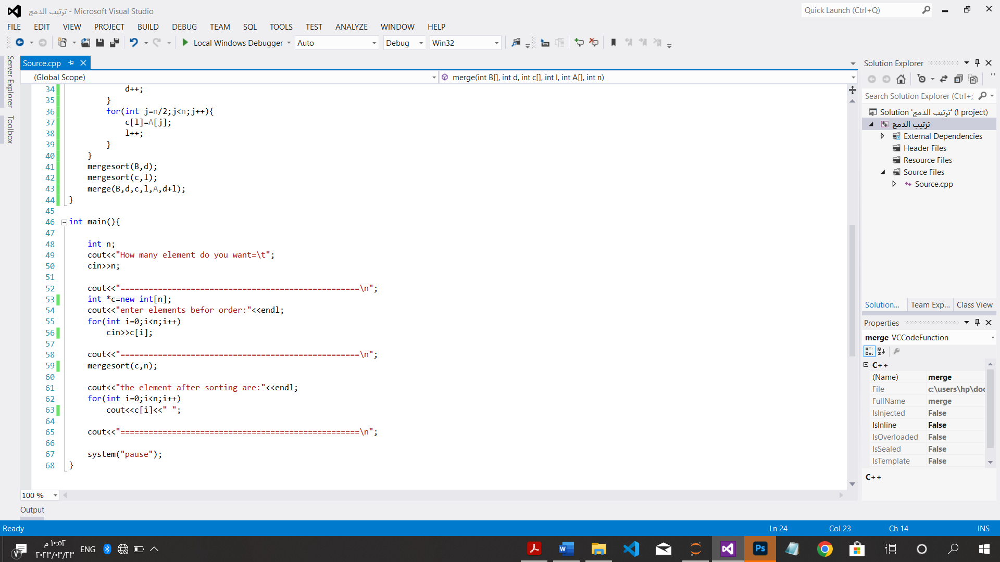 ترتيب الدمج - Microsoft Visual Studio
Quick Launch (Ctrl+Q)
FILE EDIT VIEW PROJECT BUILD DEBUG TEAM SQL TOOLS TEST ANALYZE WINDOW HELP
Local Windows Debugger Auto Debug Win32
Server Explorer
Toolbox
Source.cpp
(Global Scope) merge(int B[], int d, int c[], int l, int A[], int n)
34 d++;
35 }
36 for(int j=n/2;j<n;j++){
37 c[l]=A[j];
38 l++;
39 }
40 }
41 mergesort(B,d);
42 mergesort(c,l);
43 merge(B,d,c,l,A,d+l);
44 }
45
46 int main(){
47
48 int n;
49 cout<<"How many element do you want=\t";
50 cin>>n;
51
52 cout<<"===================================================\n";
53 int *c=new int[n];
54 cout<<"enter elements befor order:"<<endl;
55 for(int i=0;i<n;i++)
56 cin>>c[i];
57
58 cout<<"===================================================\n";
59 mergesort(c,n);
60
61 cout<<"the element after sorting are:"<<endl;
62 for(int i=0;i<n;i++)
63 cout<<c[i]<<" ";
64
65 cout<<"===================================================\n";
66
67 system("pause");
68 }
100 %
Output
Solution Explorer
Search Solution Explorer (Ctrl+;
Solution 'ترتيب الدمج' (١ project)
ترتيب الدمج
External Dependencies
Header Files
Resource Files
Source Files
Source.cpp
Solution... Team Exp... Class View
Properties
merge VCCodeFunction
C++
(Name) merge
File c:\users\hp\doc
FullName merge
IsInjected False
IsInline False
IsOverloaded False
IsSealed False
IsTemplate False
C++
Ready Ln 24 Col 23 Ch 14 INS
٧
١٠:٥٢ م
٢٠٢٣/٠٣/٢٣
ENG
Ps